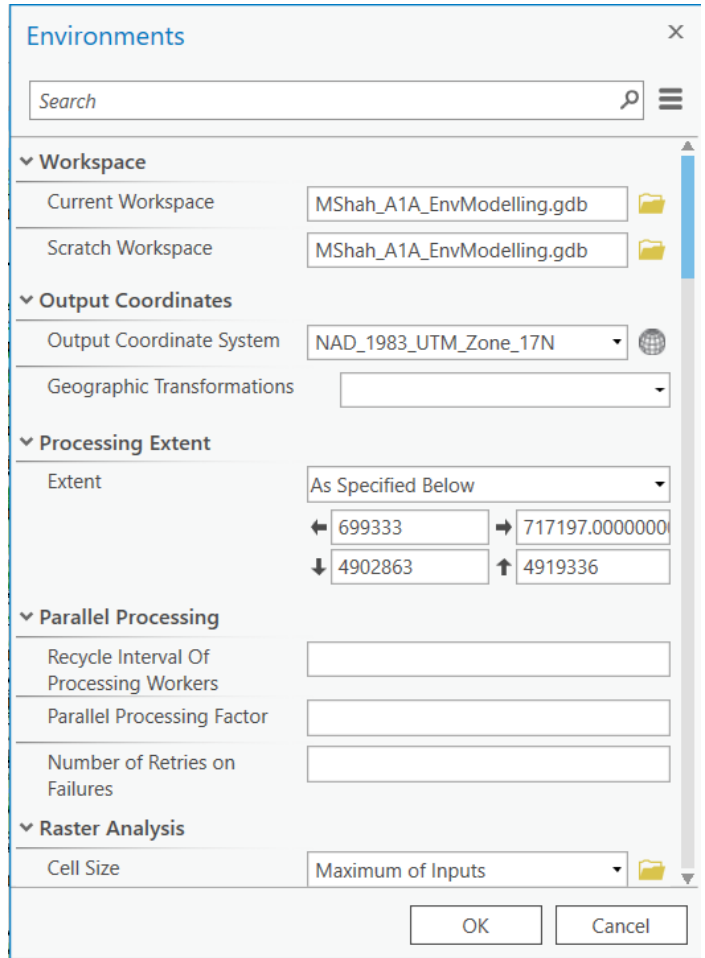 Environments
Search
Workspace
Current Workspace MShah_A1A_EnvModelling.gdb
Scratch Workspace MShah_A1A_EnvModelling.gdb
Output Coordinates
Output Coordinate System NAD_1983_UTM_Zone_17N
Geographic Transformations
Processing Extent
Extent As Specified Below
699333 717197.0000000
4902863 4919336
Parallel Processing
Recycle Interval Of
Processing Workers
Parallel Processing Factor
Number of Retries on
Failures
Raster Analysis
Cell Size Maximum of Inputs
OK Cancel